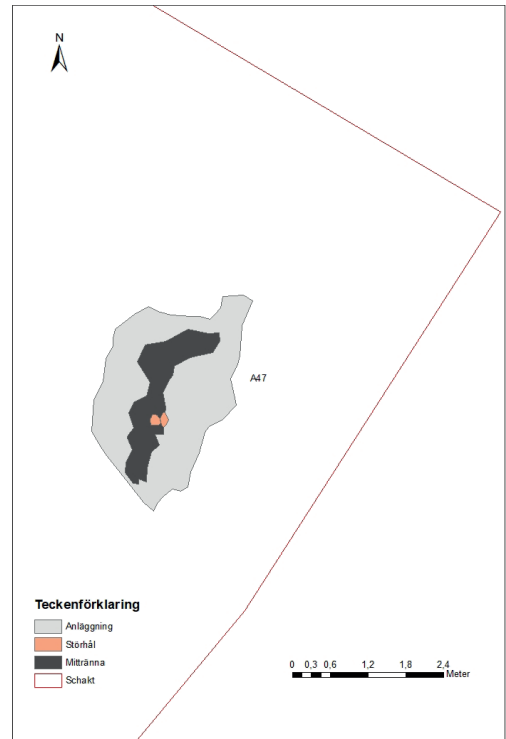 N
A47
Teckenförklaring
Anläggning
Störhål
Mittränna
Schakt
0 0,3 0,6 1,2 1,8 2,4
Meter